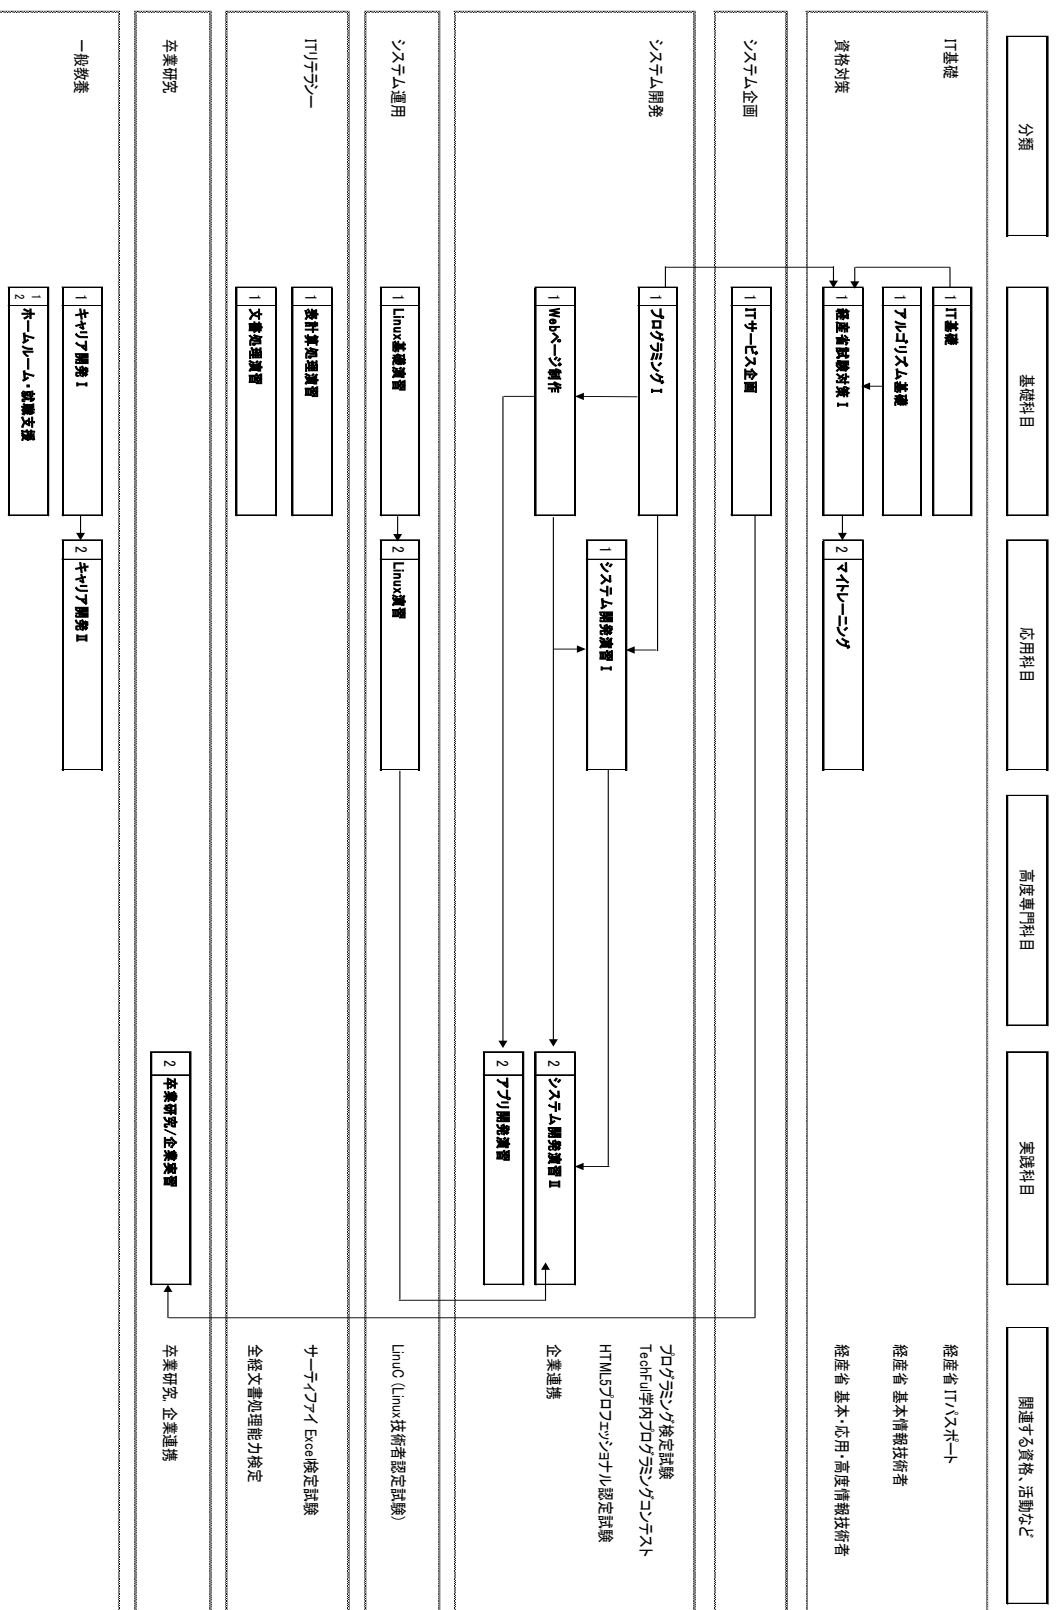 分類
基礎科目
応用科目
高度専門科目
実践科目
関連する資格、活動など
IT基礎
1 IT基礎
経産省 ITパスポート
1 アルゴリズム基礎
経産省 基本情報技術者
資格対策
1 経産省試験対策Ⅰ
2 マイトレーニング
経産省 基本・応用・高度情報技術者
システム企画
1 ITサービス企画
システム開発
1 プログラミングⅠ
プログラミング検定試験
TechFul学内プログラミングコンテスト
1 システム開発演習Ⅰ
HTML5プロフェッショナル認定試験
1 Webページ制作
2 システム開発演習Ⅱ
企業連携
2 アプリ開発演習
システム運用
1 Linux基礎演習
2 Linux演習
LinuC (Linux技術者認定試験)
ITリテラシー
1 表計算処理演習
サーティファイ Excel検定試験
1 文書処理演習
全経文書処理能力検定
卒業研究
2 卒業研究/企業実習
卒業研究, 企業連携
一般教養
1 キャリア開発Ⅰ
2 キャリア開発Ⅱ
1
2
ホームルーム・就職支援